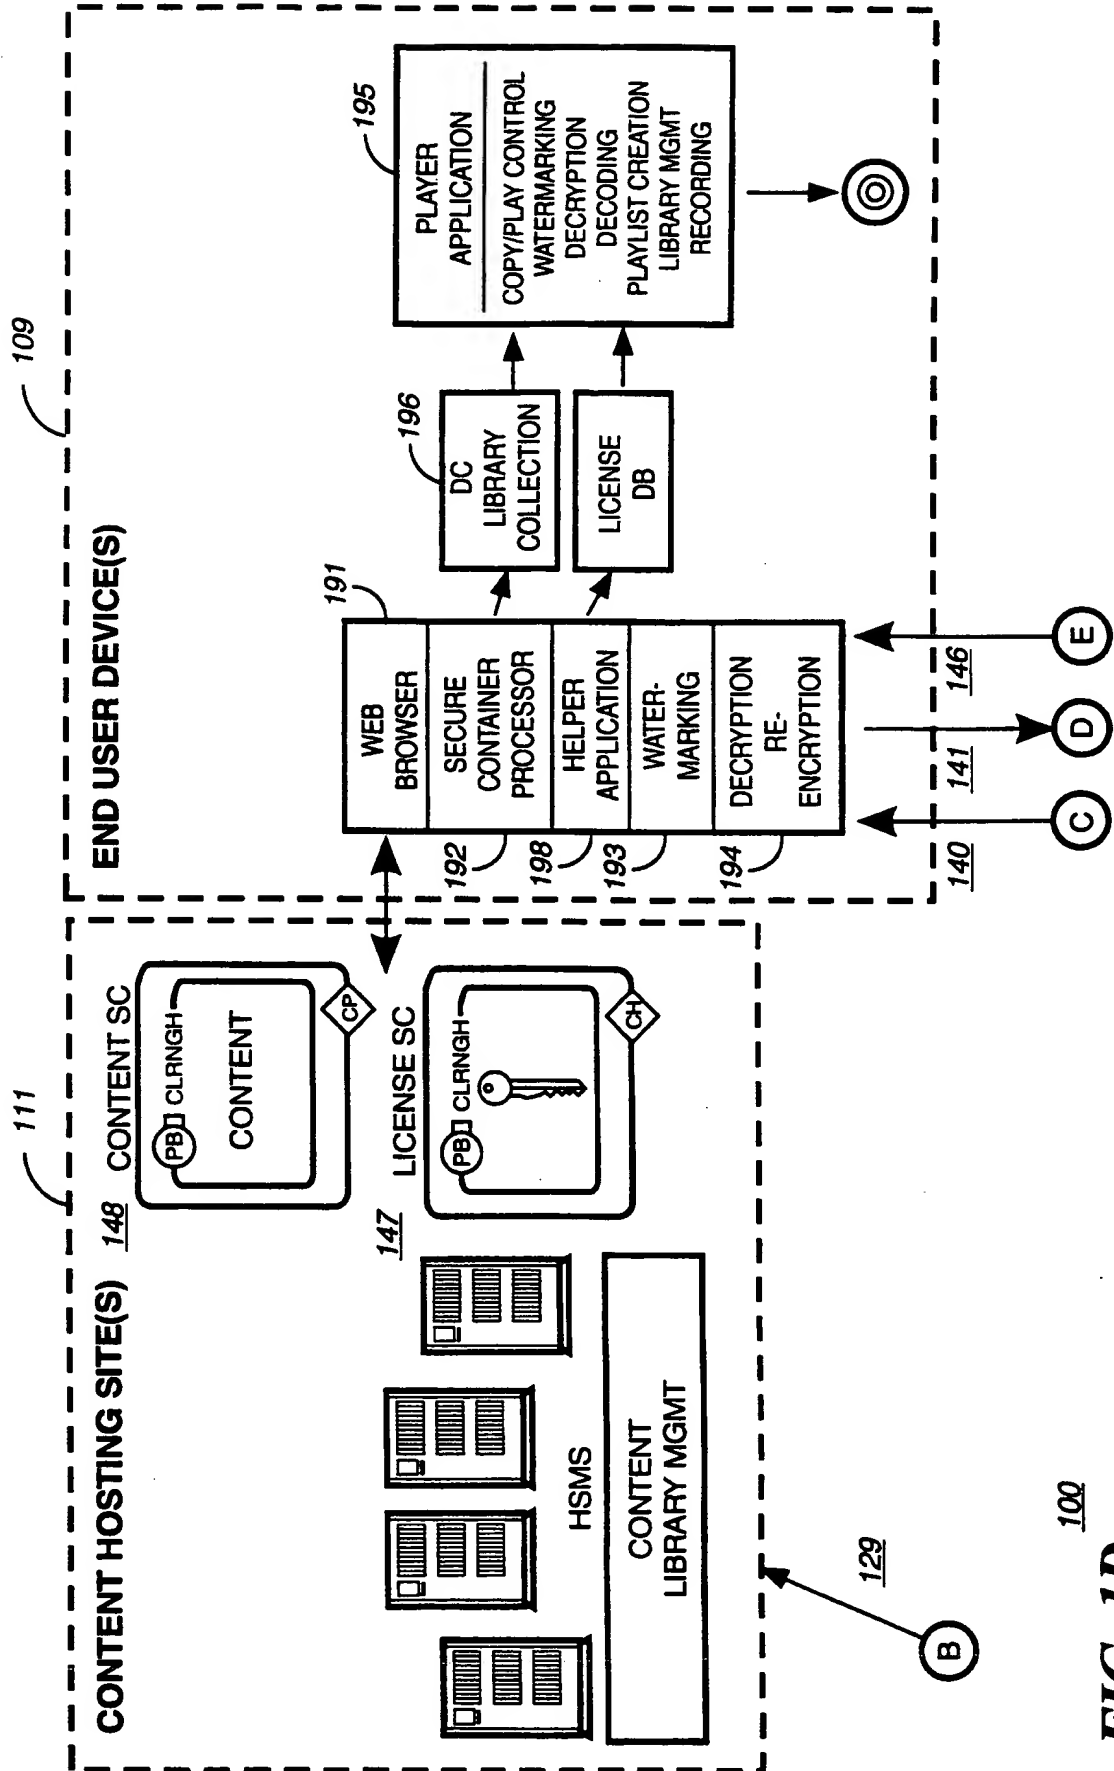 111
109
CONTENT HOSTING SITE(S)
148
CONTENT SC
PB
CLRNGH
CONTENT
CP
147
LICENSE SC
PB
CLRNGH
CH
HSMS
CONTENT
LIBRARY MGMT
129
B
END USER DEVICE(S)
191
WEB
BROWSER
192
SECURE
CONTAINER
PROCESSOR
198
HELPER
APPLICATION
193
WATER-
MARKING
194
DECRYPTION
RE-
ENCRYPTION
196
DC
LIBRARY
COLLECTION
LICENSE
DB
195
PLAYER
APPLICATION
COPY/PLAY CONTROL
WATERMARKING
DECRYPTION
DECODING
PLAYLIST CREATION
LIBRARY MGMT
RECORDING
140
141
146
C
D
E
100
FIG. 1D